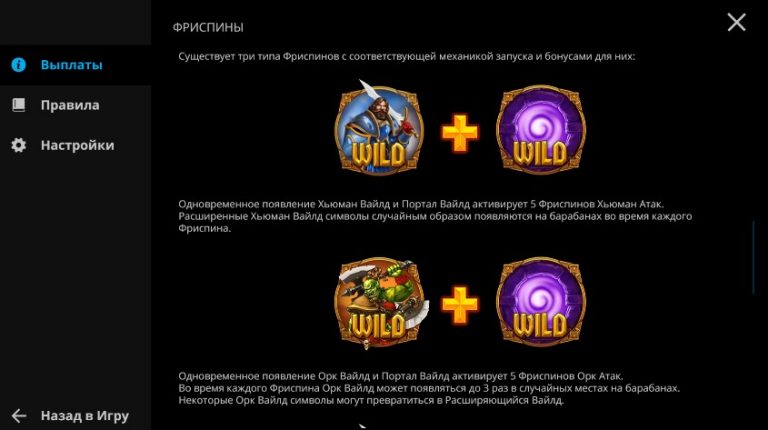 ФРИСПИНЫ
Существует три типа Фриспинов с соответствующей механикой запуска и бонусами для них:
Выплаты
Правила
Настройки
WILD
WILD
Одновременное появление Хьюман Вайлд и Портал Вайлд активирует 5 Фриспинов Хьюман Атак.
Расширенные Хьюман Вайлд символы случайным образом появляются на барабанах во время каждого
Фриспина.
WILD
WILD
Одновременное появление Орк Вайлд и Портал Вайлд активирует 5 Фриспинов Орк Атак.
Во время каждого Фриспина Орк Вайлд может появляться до 3 раз в случайных местах на барабанах.
Некоторые Орк Вайлд символы могут превратиться в Расширяющийся Вайлд.
Назад в Игру